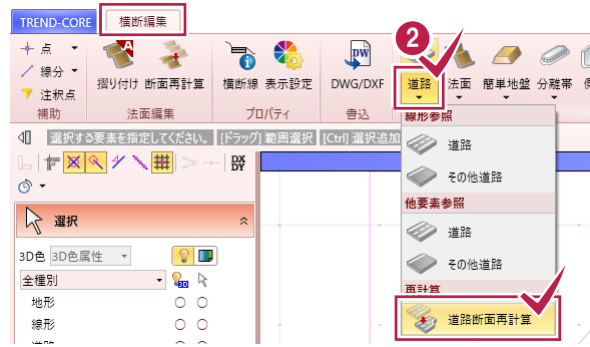 TREND-CORE 横断編集
点
線分
注釈点
補助
摺り付け 断面再計算
法面編集
横断線 表示設定
プロパティ
DWG/DXF
書込
2
道路 法面 簡単地盤 分離帯
選択する要素を指定してください。 [ドラッグ] 範囲選択 [Ctrl] 選択追加
選択
3D色 3D色属性
全種別
地形
線形
線形参照
道路
その他道路
他要素参照
道路
その他道路
再計算
道路断面再計算